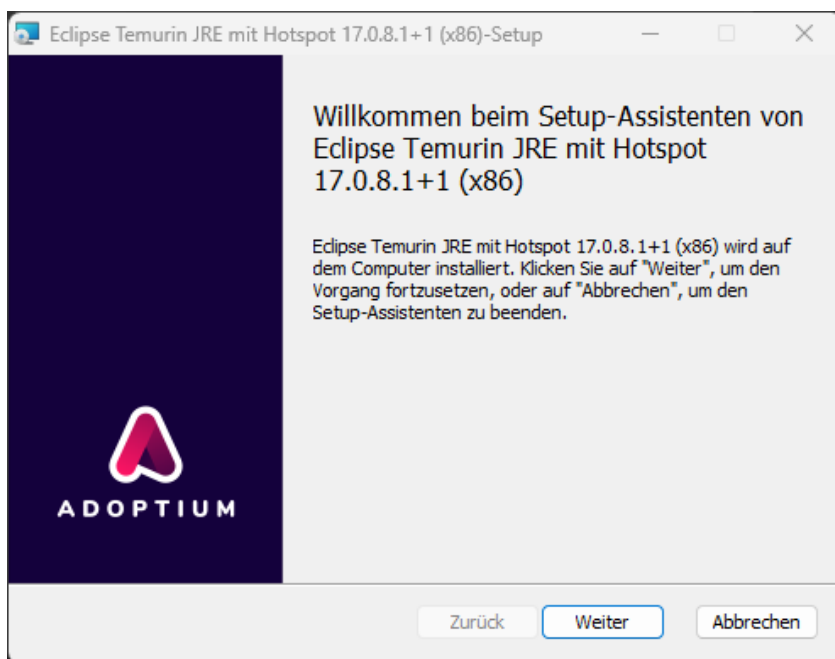 Eclipse Temurin JRE mit Hotspot 17.0.8.1+1 (x86)-Setup
Willkommen beim Setup-Assistenten von
Eclipse Temurin JRE mit Hotspot
17.0.8.1+1 (x86)
Eclipse Temurin JRE mit Hotspot 17.0.8.1+1 (x86) wird auf
dem Computer installiert. Klicken Sie auf "Weiter", um den
Vorgang fortzusetzen, oder auf "Abbrechen", um den
Setup-Assistenten zu beenden.
ADOPTIUM
Zurück
Weiter
Abbrechen